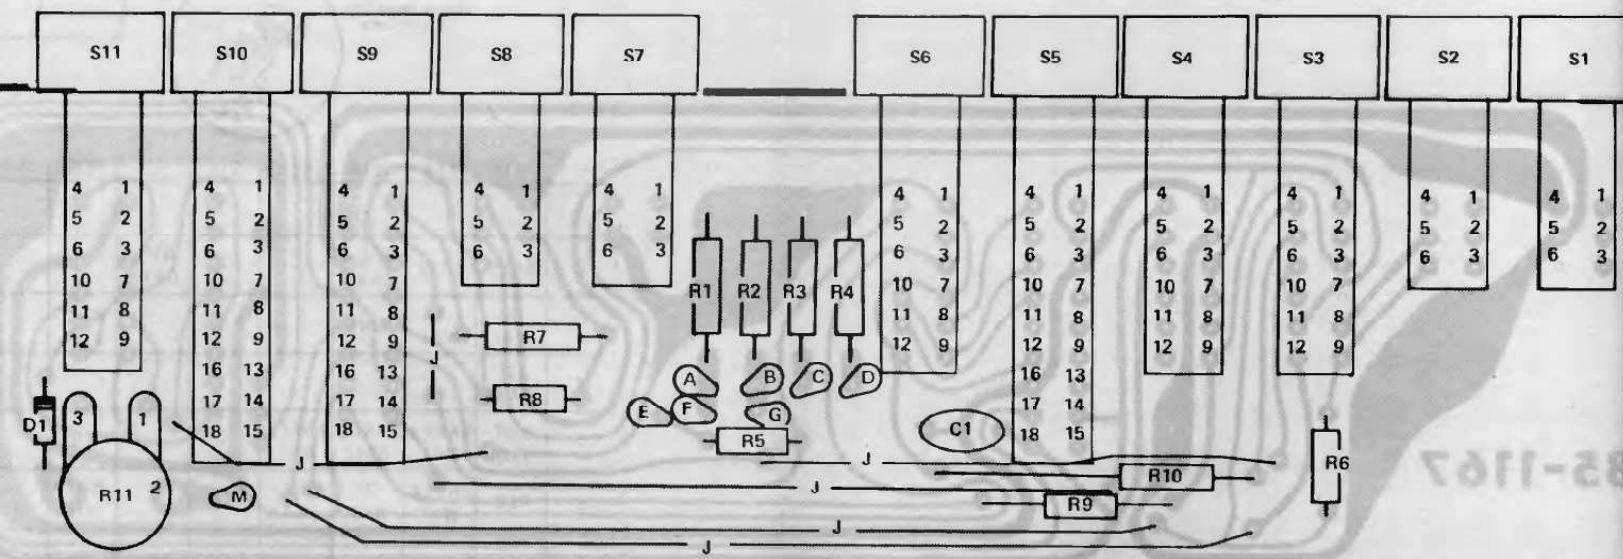 S11 S10 S9 S8 S7 S6 S5 S4 S3 S2 S1
4 1 4 1 4 1 4 1 4 1 4 1 4 1 4 1 4 1 4 1 4 1
5 2 5 2 5 2 5 2 5 2 5 2 5 2 5 2 5 2 5 2 5 2
6 3 6 3 6 3 6 3 6 3 6 3 6 3 6 3 6 3 6 3 6 3
10 7 10 7 10 7 R1 R2 R3 R4 10 7 10 7 10 7 10 7
11 8 11 8 11 8 11 8 11 8 11 8 11 8
12 9 12 9 12 9 J R7 12 9 12 9 12 9 12 9
16 13 16 13 A B C D 16 13
D1 3 1 17 14 17 14 R8 E F G C1 17 14
18 15 18 15 R5 18 15
J J R6
R11 2 M J R10 85-1167
R9
J
J